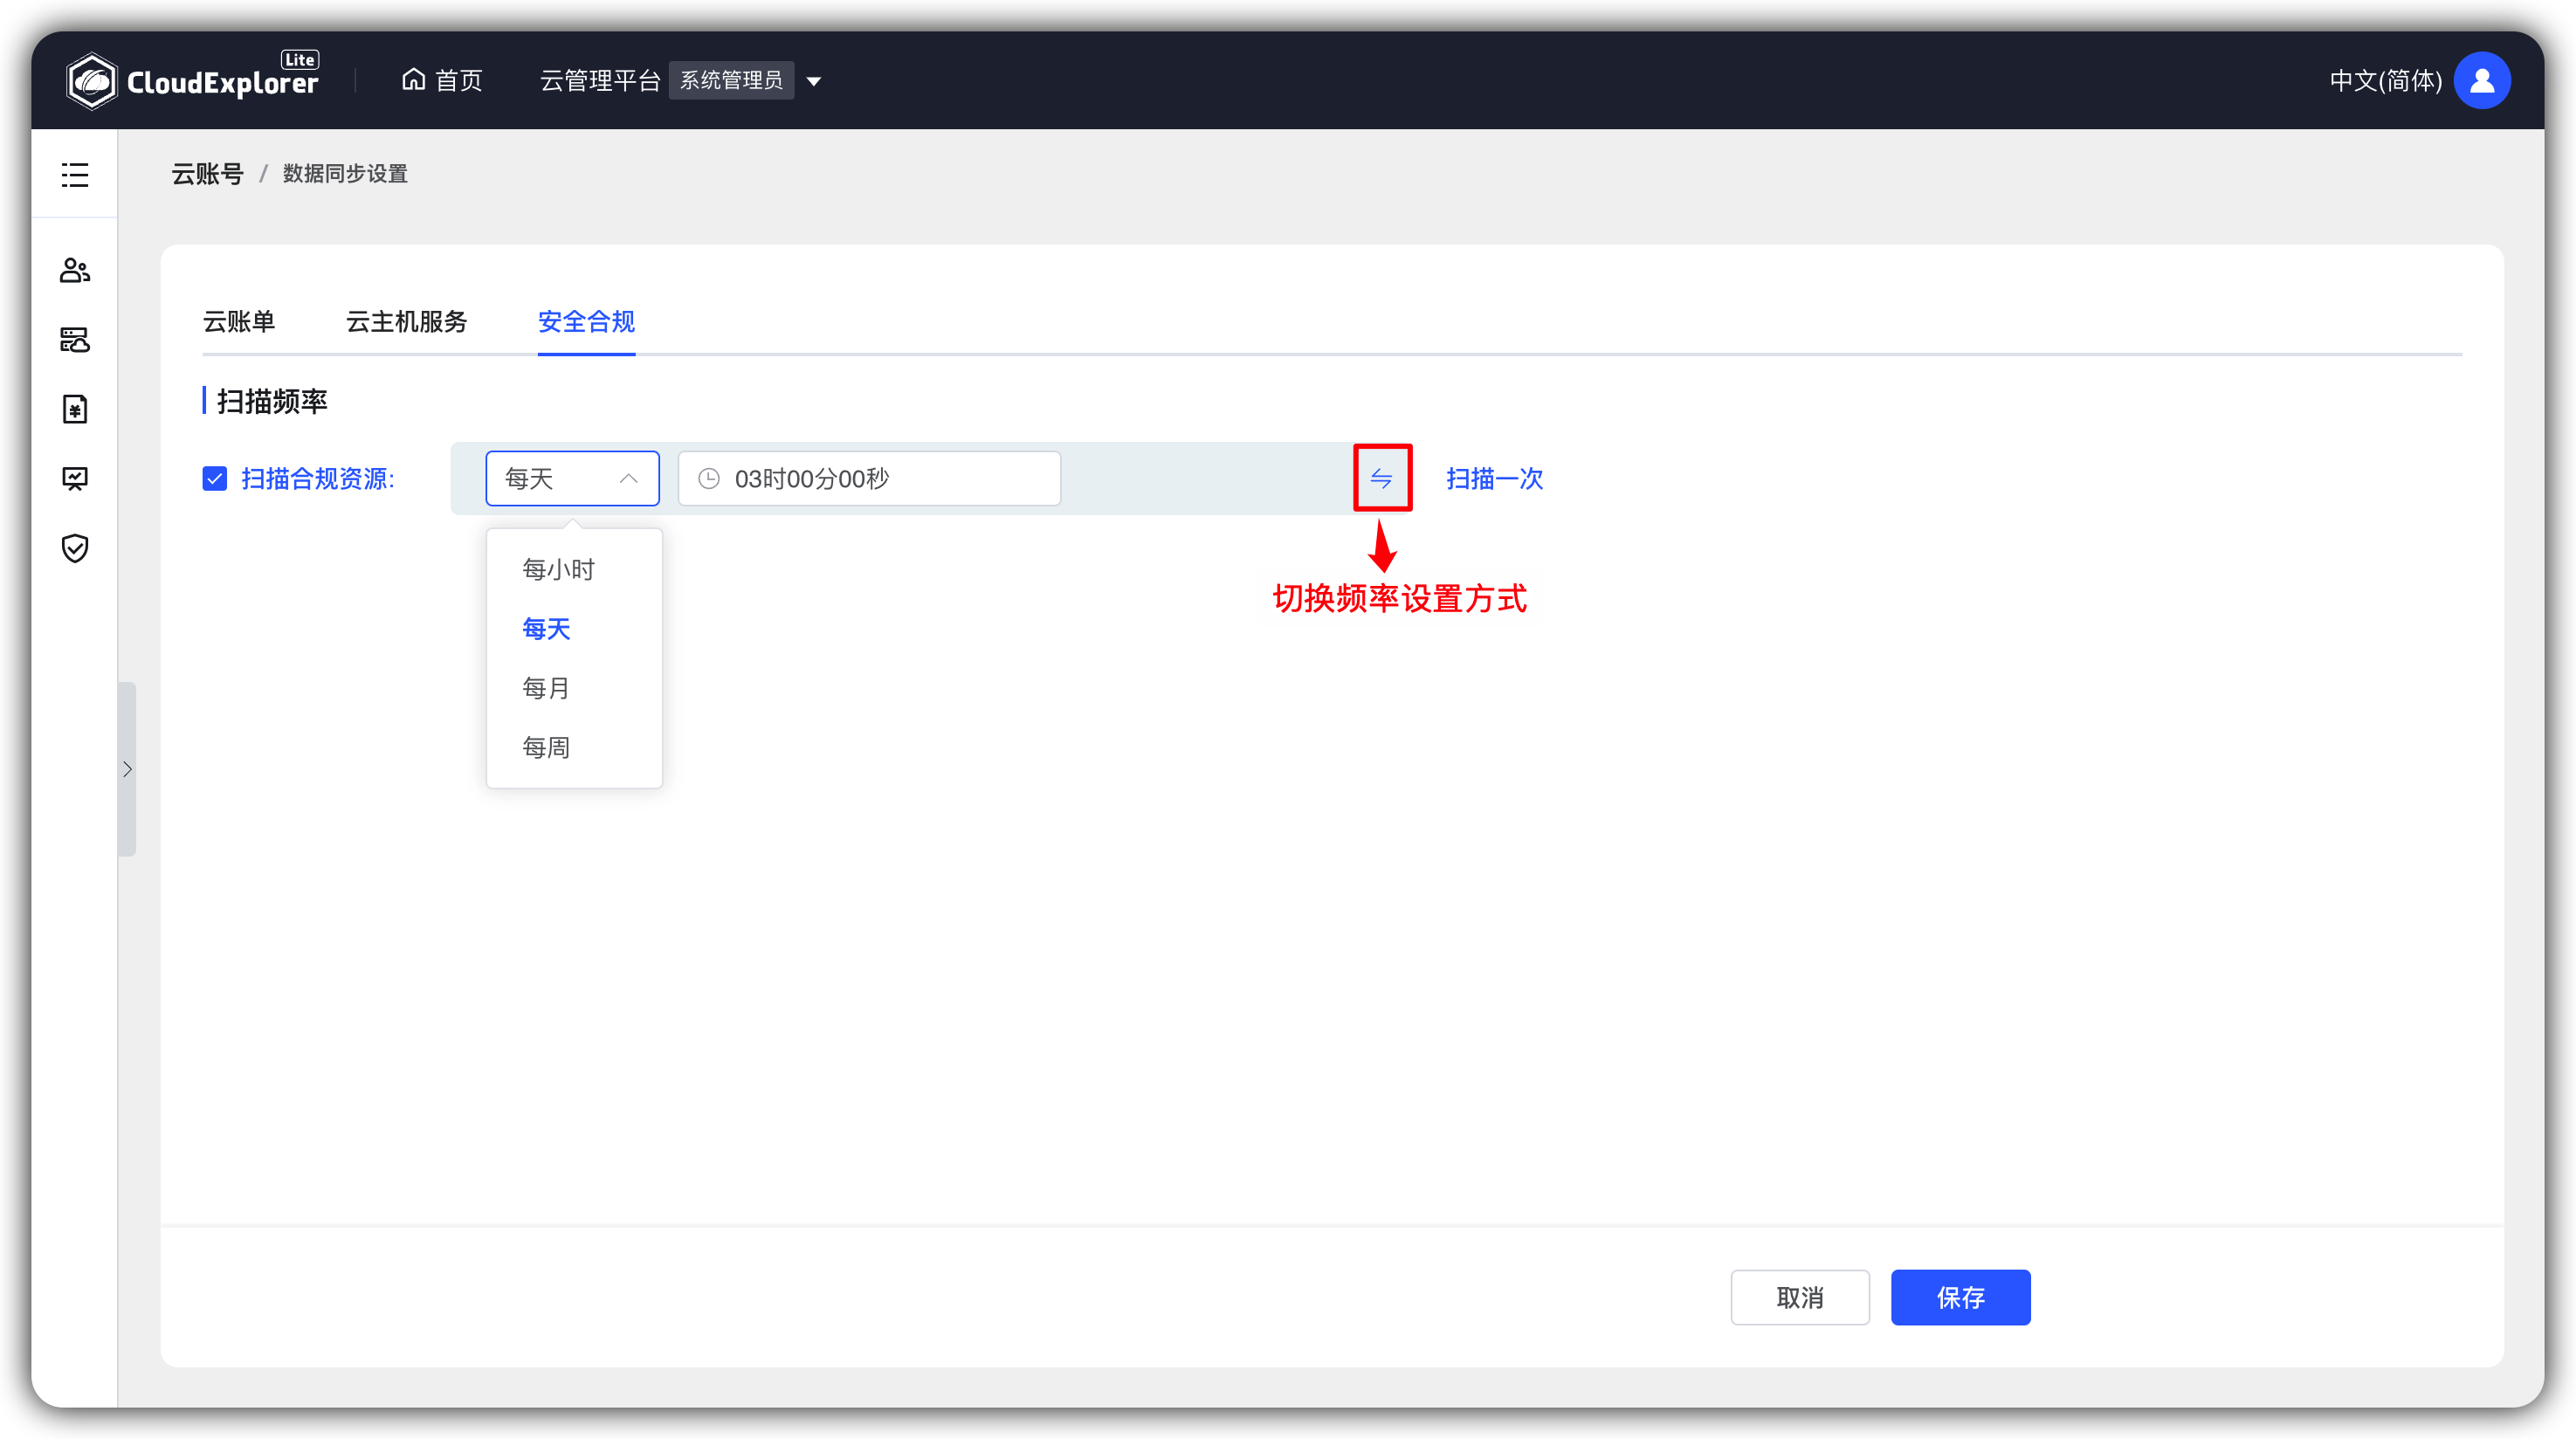 CloudExplorer Lite
首页
云管理平台 系统管理员
中文(简体)
云账号 / 数据同步设置
云账单 云主机服务 安全合规
扫描频率
扫描合规资源: 每天 03时00分00秒 扫描一次
每小时
每天
每月
每周
切换频率设置方式
取消 保存